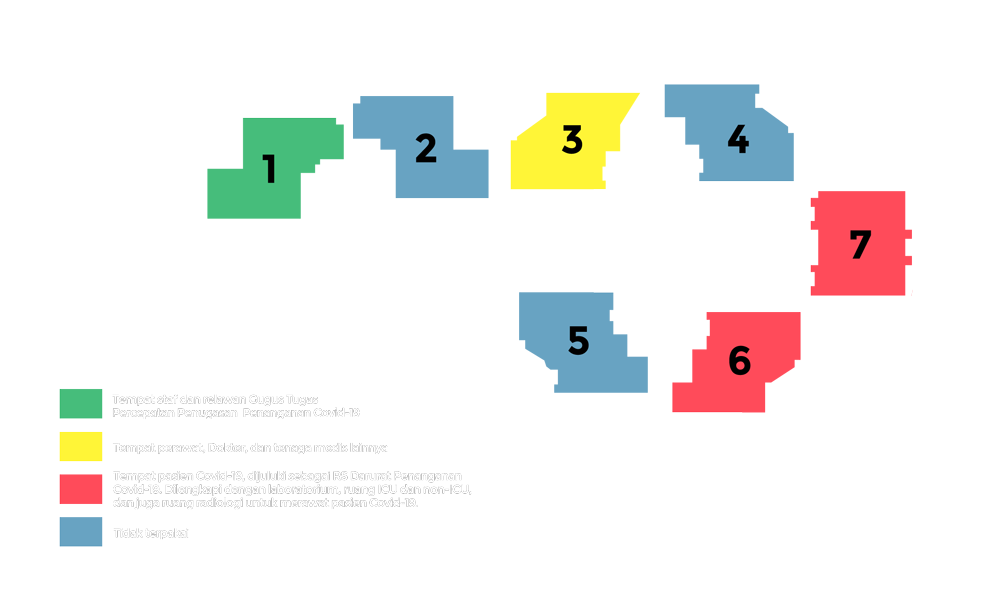 1
2
3
4
5
6
7
Tempat staf dan relawan Gugus Tugas
Percepatan Penanganan Covid-19
Tempat perawat, Dokter, dan tenaga medis lainnya
Tempat pasien Covid-19, dijuluki sebagai RS Darurat Penanganan
Covid-19. Dilengkapi dengan laboratorium, ruang ICU dan non-ICU,
dan juga ruang radiologi untuk merawat pasien Covid-19.
Tidak terpakai